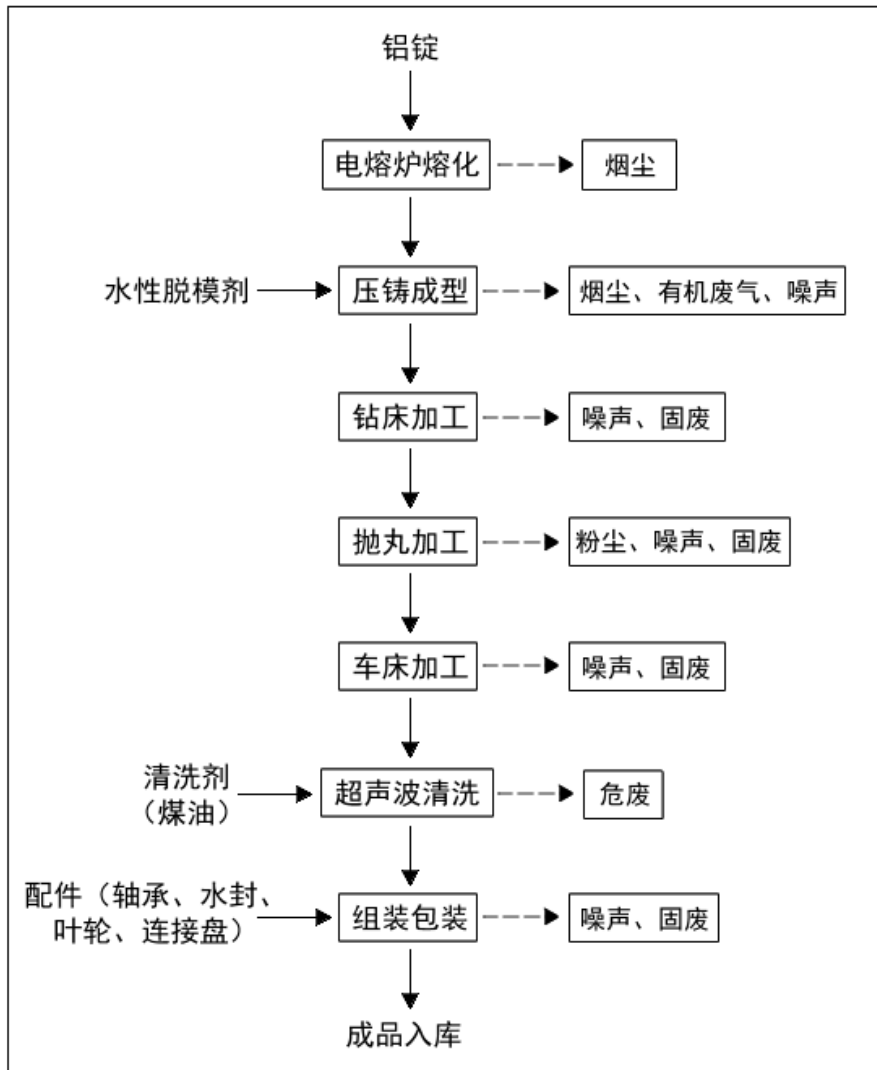 铝锭
电熔炉熔化
烟尘
水性脱模剂
压铸成型
烟尘、有机废气、噪声
钻床加工
噪声、固废
抛丸加工
粉尘、噪声、固废
车床加工
噪声、固废
清洗剂
（煤油）
超声波清洗
危废
配件（轴承、水封、
叶轮、连接盘）
组装包装
噪声、固废
成品入库